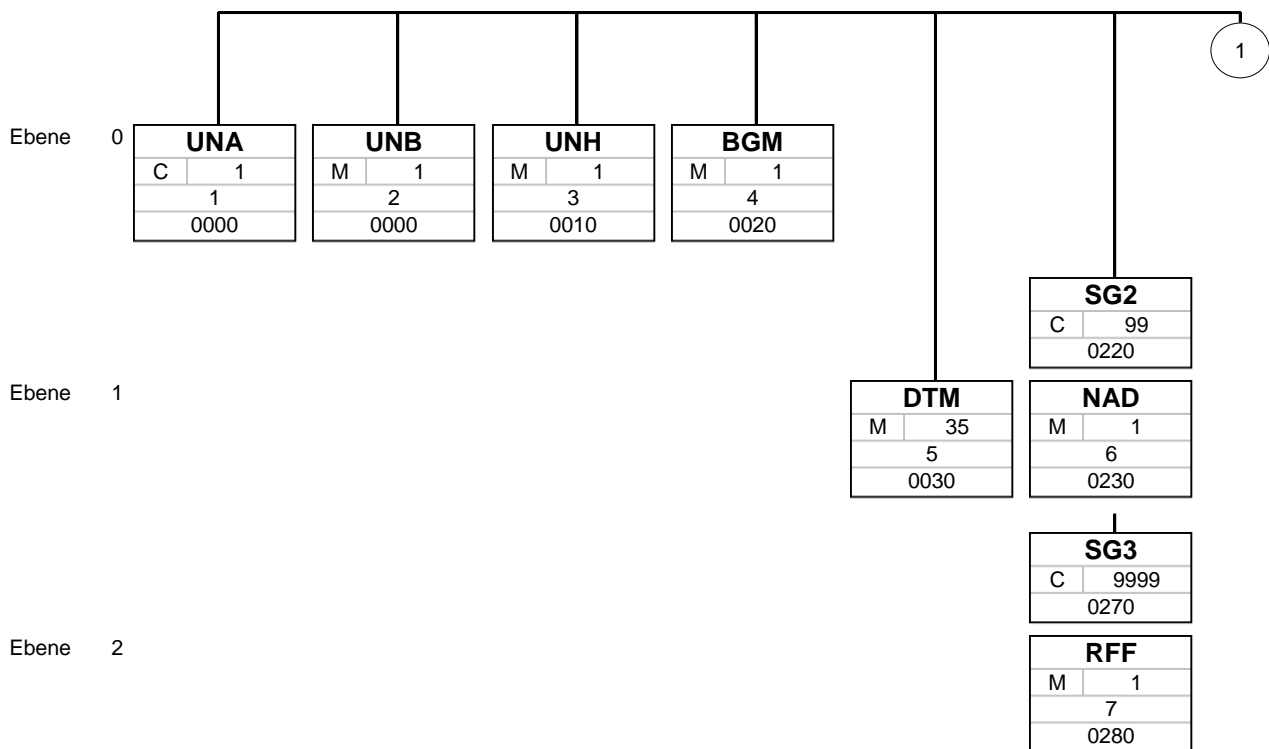 1
Ebene 0
UNA
C 1
1
0000
UNB
M 1
2
0000
UNH
M 1
3
0010
BGM
M 1
4
0020
SG2
C 99
0220
Ebene 1
DTM
M 35
5
0030
NAD
M 1
6
0230
SG3
C 9999
0270
Ebene 2
RFF
M 1
7
0280